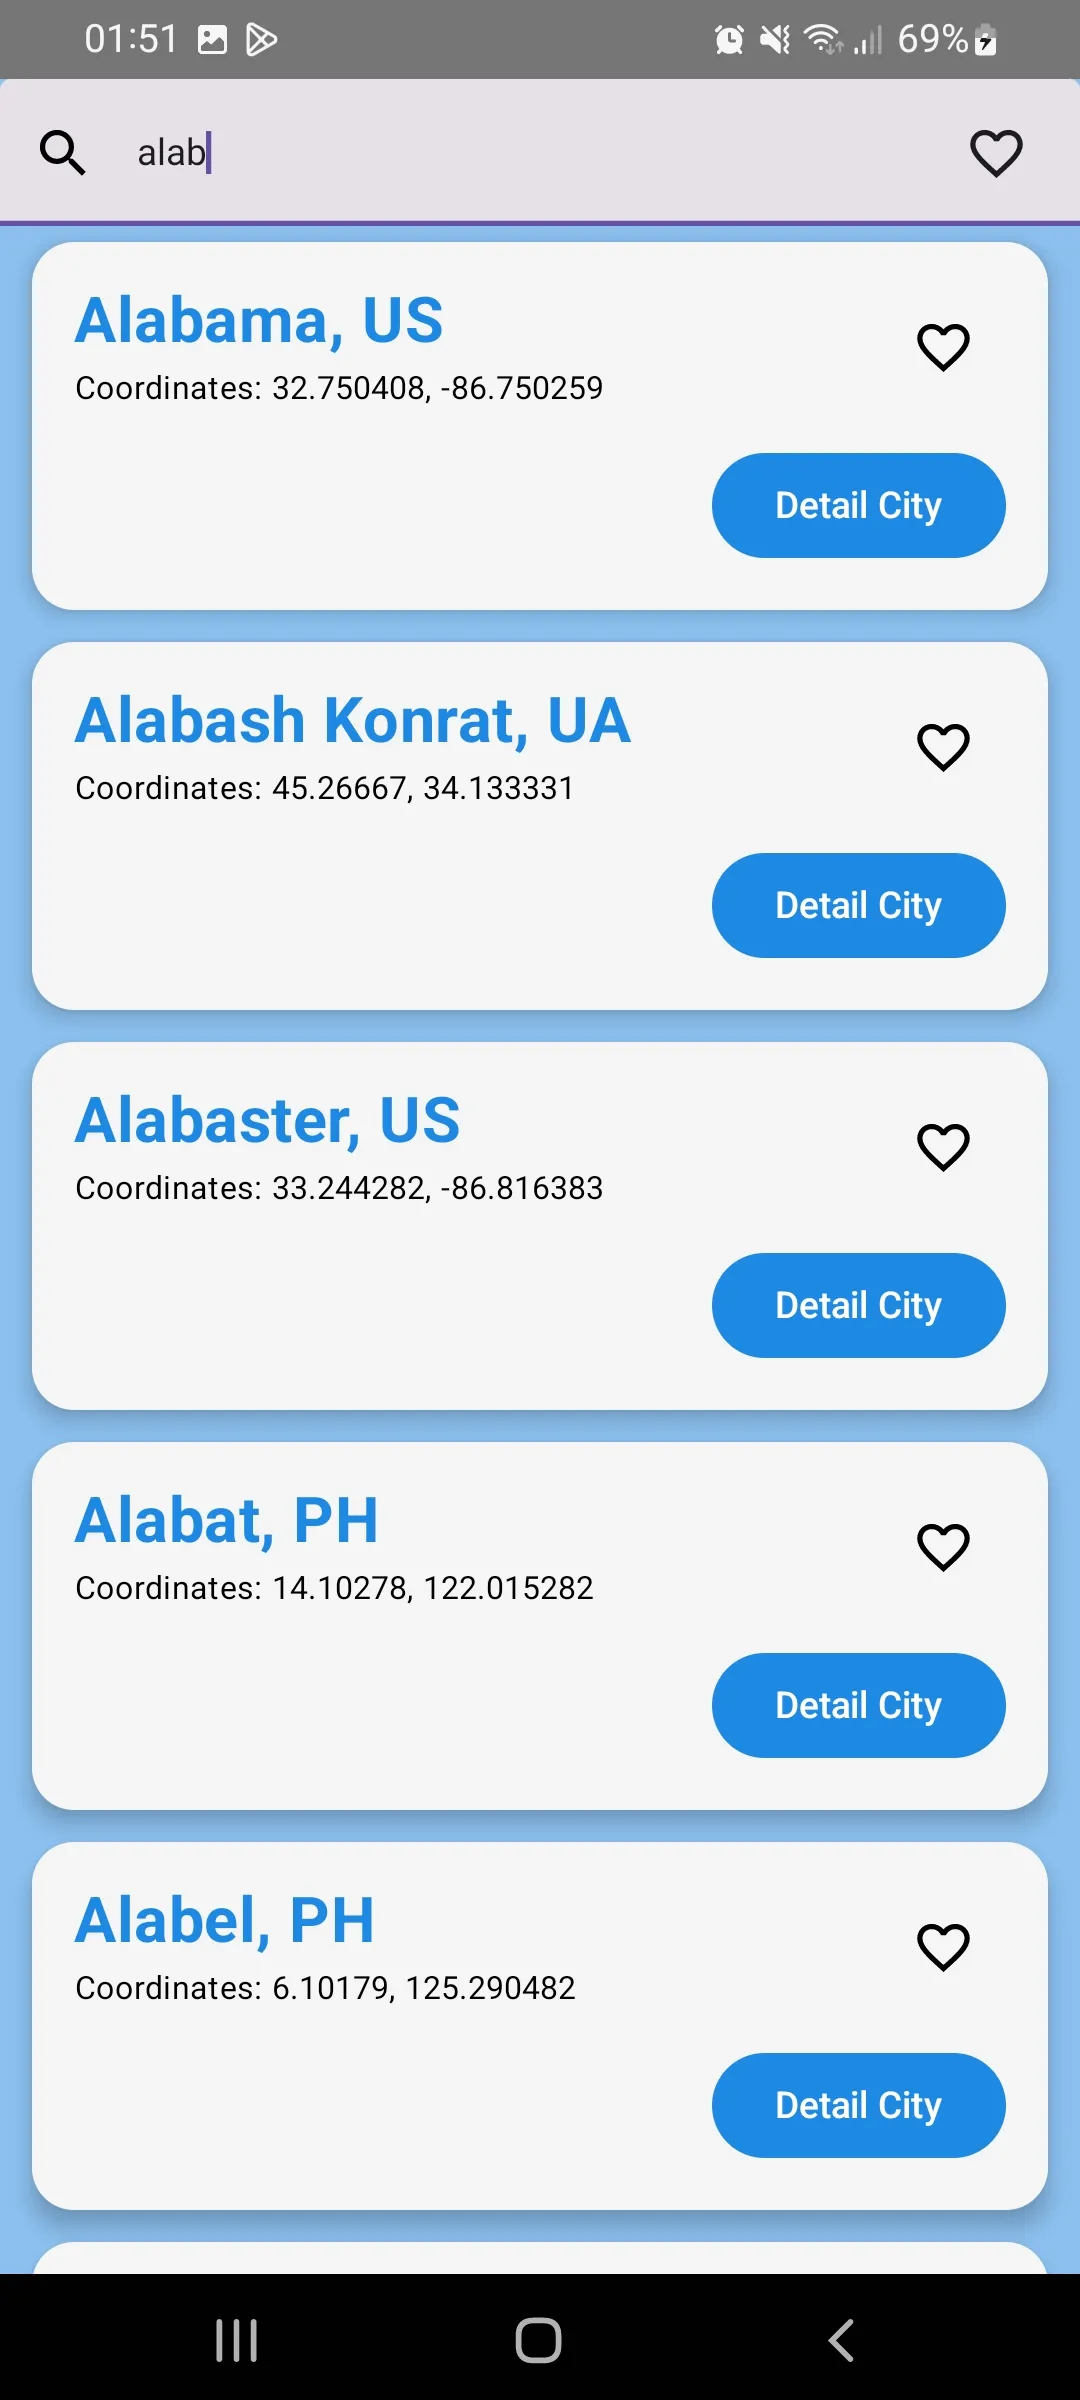 01:51 69%
alab
Alabama, US
Coordinates: 32.750408, -86.750259
Detail City
Alabash Konrat, UA
Coordinates: 45.26667, 34.133331
Detail City
Alabaster, US
Coordinates: 33.244282, -86.816383
Detail City
Alabat, PH
Coordinates: 14.10278, 122.015282
Detail City
Alabel, PH
Coordinates: 6.10179, 125.290482
Detail City